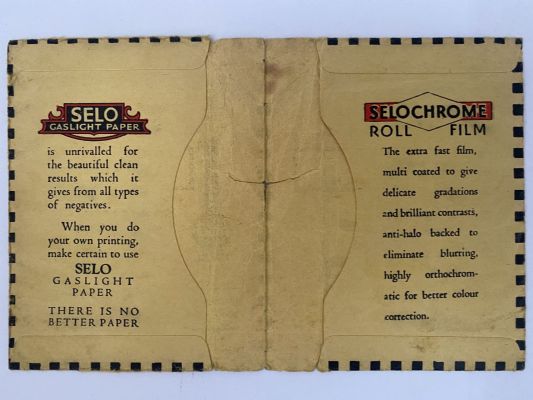 SELO
GASLIGHT PAPER
is unrivalled for
the beautiful clean
results which it
gives from all types
of negatives.
When you do
your own printing,
make certain to use
SELO
GASLIGHT
PAPER
THERE IS NO
BETTER PAPER
SELOCHROME
ROLL FILM
The extra fast film,
multi coated to give
delicate gradations
and brilliant contrasts,
anti-halo backed to
eliminate blurring,
highly orthochrom-
atic for better colour
correction.